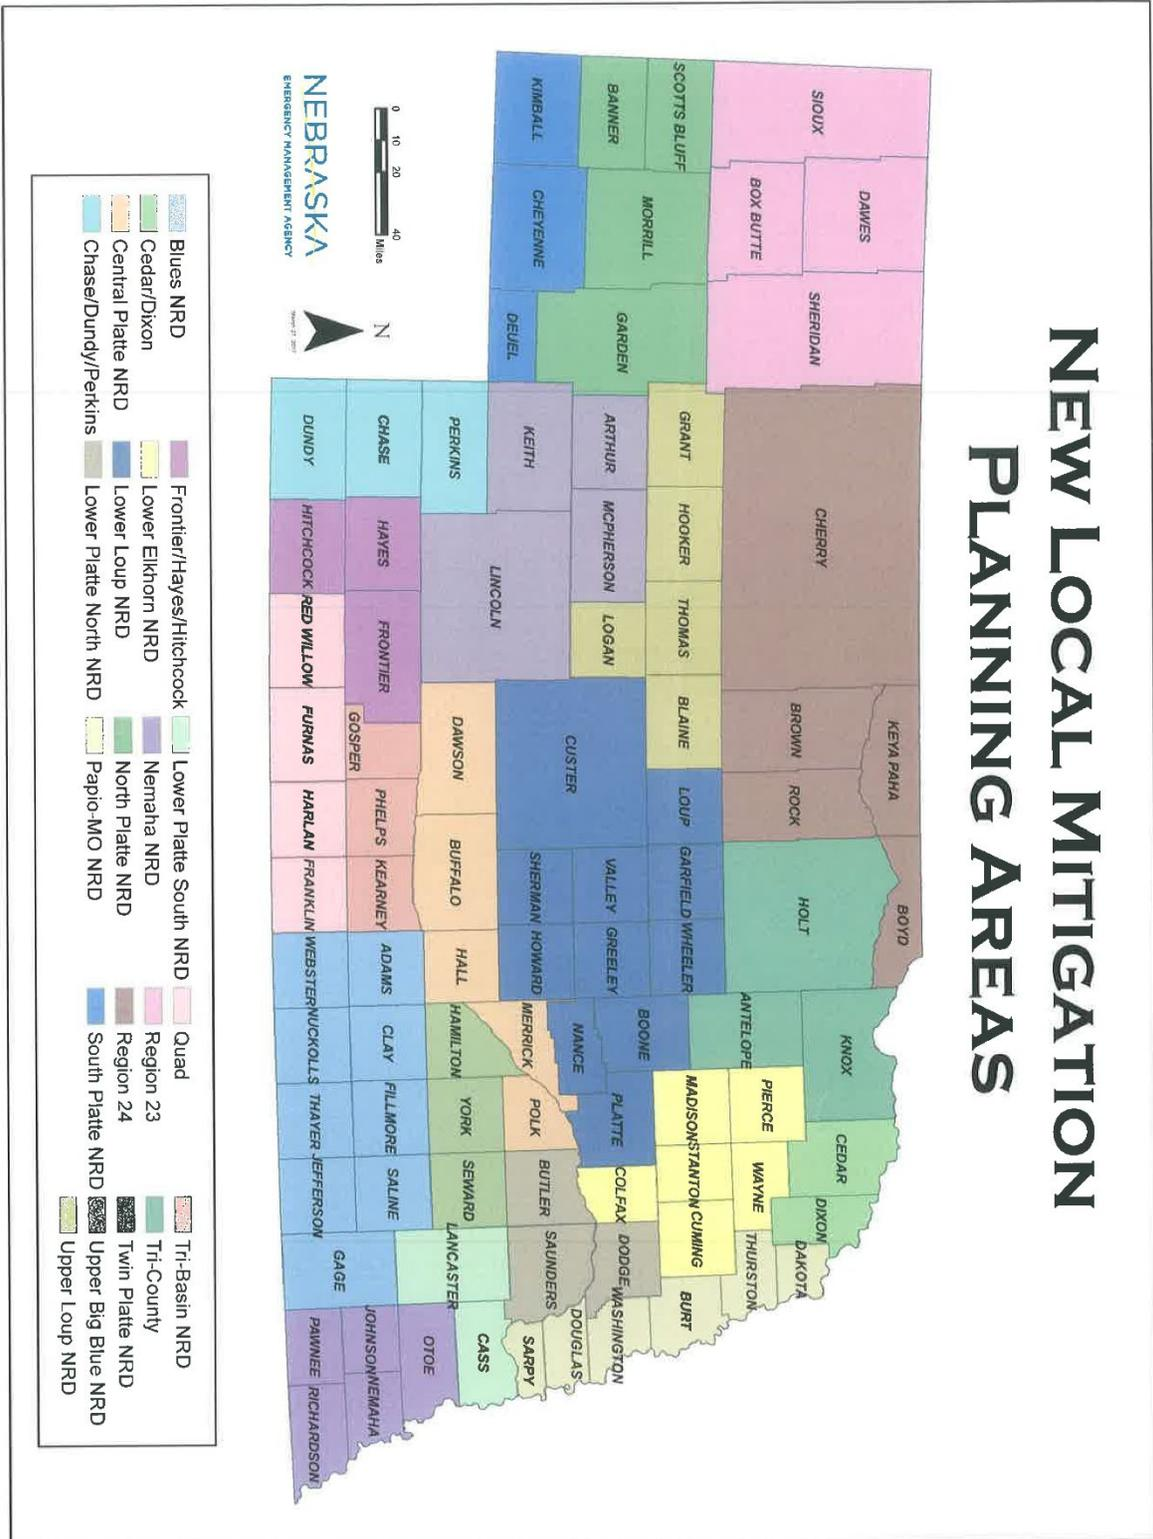 NEW LOCAL MITIGATION
PLANNING AREAS
SIOUX
DAWES
BOX BUTTE
SHERIDAN
SCOTTS BLUFF
BANNER
MORRILL
GARDEN
KIMBALL
CHEYENNE
DEUEL
CHERRY
KEYA PAHA
BROWN
ROCK
BOYD
HOLT
KNOX
ANTELOPE
CEDAR
DIXON
DAKOTA
PIERCE
WAYNE
THURSTON
GRANT
HOOKER
THOMAS
BLAINE
LOUP
GARFIELD
WHEELER
MADISON
STANTON
CUMING
BURT
ARTHUR
MCPHERSON
LOGAN
CUSTER
VALLEY
GREELEY
BOONE
NANCE
PLATTE
COLFAX
DODGE
WASHINGTON
KEITH
LINCOLN
SHERMAN
HOWARD
MERRICK
POLK
BUTLER
SAUNDERS
DOUGLAS
SARPY
PERKINS
DAWSON
BUFFALO
HALL
HAMILTON
YORK
SEWARD
LANCASTER
CASS
CHASE
HAYES
FRONTIER
GOSPER
PHELPS
KEARNEY
ADAMS
CLAY
FILLMORE
SALINE
GAGE
OTOE
JOHNSON
NEMAHA
DUNDY
HITCHCOCK
RED WILLOW
FURNAS
HARLAN
FRANKLIN
WEBSTER
NUCKOLLS
THAYER
JEFFERSON
PAWNEE
RICHARDSON
0 10 20 40
Miles
N
NEBRASKA
EMERGENCY MANAGEMENT AGENCY
Blues NRD
Cedar/Dixon
Central Platte NRD
Chase/Dundy/Perkins
Frontier/Hayes/Hitchcock
Lower Elkhorn NRD
Lower Loup NRD
Lower Platte North NRD
Lower Platte South NRD
Nemaha NRD
North Platte NRD
Papio-MO NRD
Quad
Region 23
Region 24
South Platte NRD
Tri-Basin NRD
Tri-County
Twin Platte NRD
Upper Big Blue NRD
Upper Loup NRD